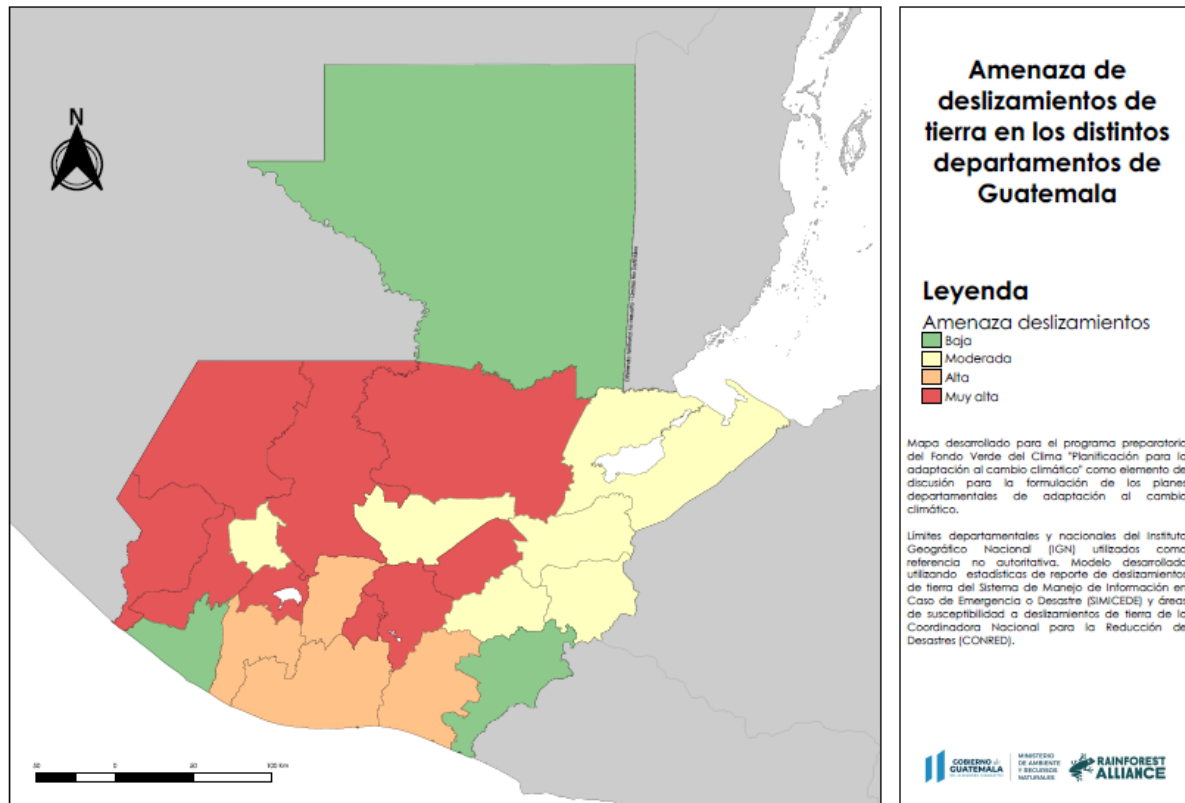 N
50
0
50
100 Km
Amenaza de
deslizamientos de
tierra en los distintos
departamentos de
Guatemala
Leyenda
Amenaza deslizamientos
Baja
Moderada
Alta
Muy alta
Mapa desarrollado para el programa preparatorio
del Fondo Verde del Clima "Planificación para la
adaptación al cambio climático" como elemento de
discusión para la formulación de los planes
departamentales de adaptación al cambio
climático.
Límites departamentales y nacionales del Instituto
Geográfico Nacional (IGN) utilizados como
referencia no autoritativa. Modelo desarrollado
utilizando estadísticas de reporte de deslizamientos
de tierra del Sistema de Manejo de Información en
Caso de Emergencia o Desastre (SIMICEDE) y áreas
de susceptibilidad a deslizamientos de tierra de la
Coordinadora Nacional para la Reducción de
Desastres (CONRED).
GOBIERNO de
GUATEMALA
MINISTERIO
DE AMBIENTE
Y RECURSOS
NATURALES
RAINFOREST
ALLIANCE